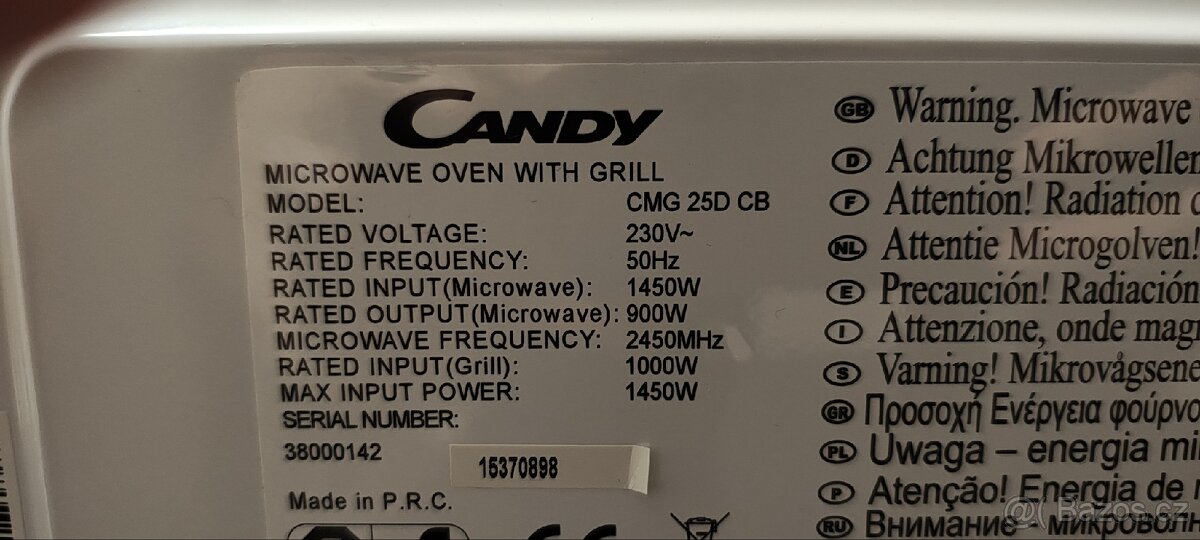 CANDY
MICROWAVE OVEN WITH GRILL
MODEL: CMG 25D CB
RATED VOLTAGE: 230V~
RATED FREQUENCY: 50Hz
RATED INPUT(Microwave): 1450W
RATED OUTPUT(Microwave): 900W
MICROWAVE FREQUENCY: 2450MHz
RATED INPUT(Grill): 1000W
MAX INPUT POWER: 1450W
SERIAL NUMBER:
38000142
15370898
Made in P.R.C.
CE
GB Warning. Microwave
D Achtung Mikrowellen
F Attention! Radiation d
NL Attentie Microgolven!
E Precaución! Radiación
I Attenzione, onde magn
S Varning! Mikrovågsene
GR Προσοχή Ενέργεια φούρνο
PL Uwaga – energia mi
P Atenção! Energia de
RU Внимание - микроволн
@Bazos.cz